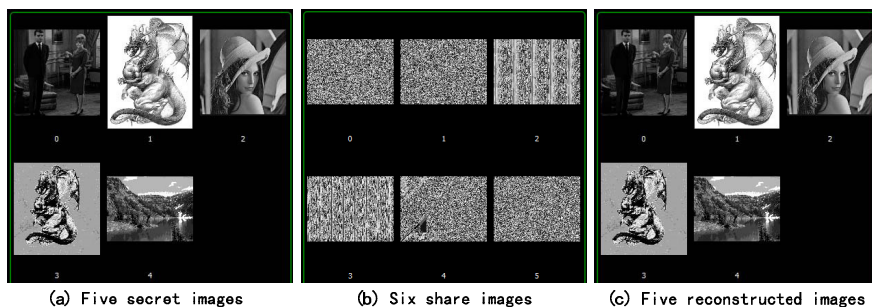 0 1 2 0 1 2 0 1 2
3 4 3 4 5 3 4
(a) Five secret images (b) Six share images (c) Five reconstructed images